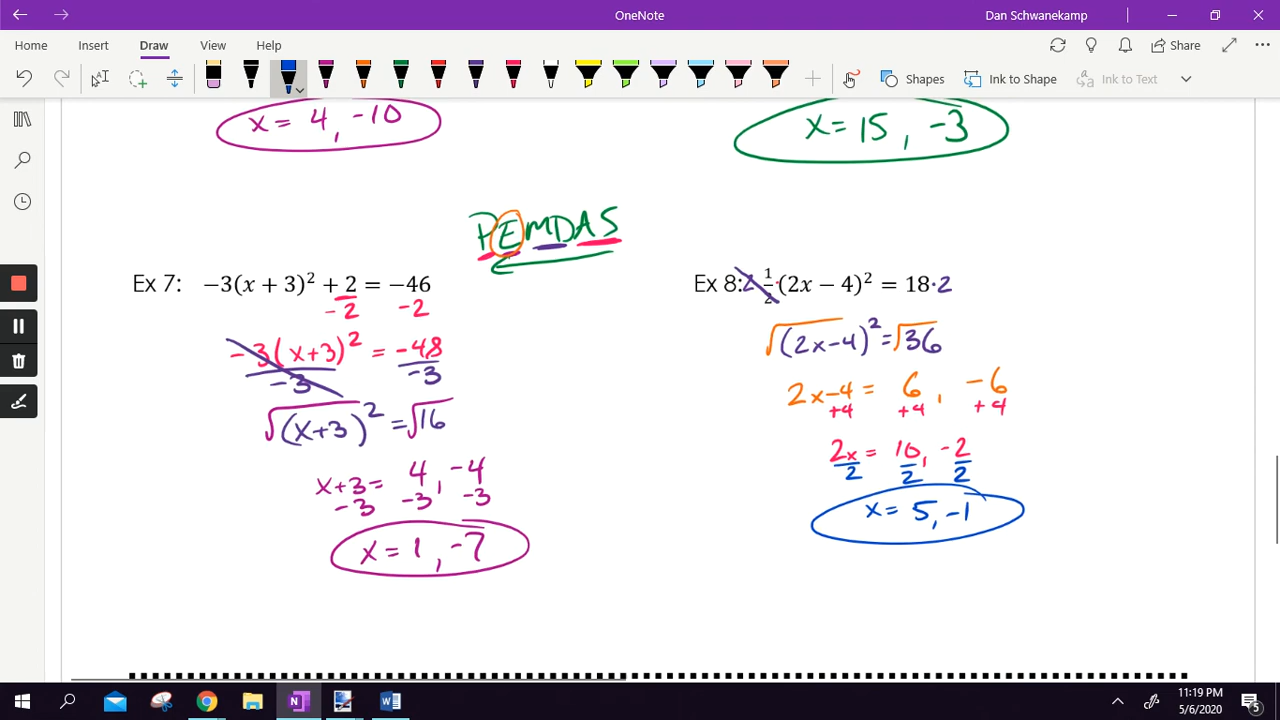 OneNote
Dan Schwanekamp
Home Insert Draw View Help
Share
Shapes
Ink to Shape
Ink to Text
x = 4, -10
x = 15, -3
PEMDAS
Ex 7: −3(x + 3)² + 2 = −46
-2 -2
-3(x+3)² = -48
-3 -3
√(x+3)² = √16
x+3 = 4, -4
-3 -3 -3
x = 1, -7
Ex 8: 2· 1/2 (2x − 4)² = 18·2
√(2x-4)² = √36
2x-4 = 6, -6
+4 +4 +4
2x = 10, -2
2 2 2
x = 5, -1
11:19 PM
5/6/2020
5